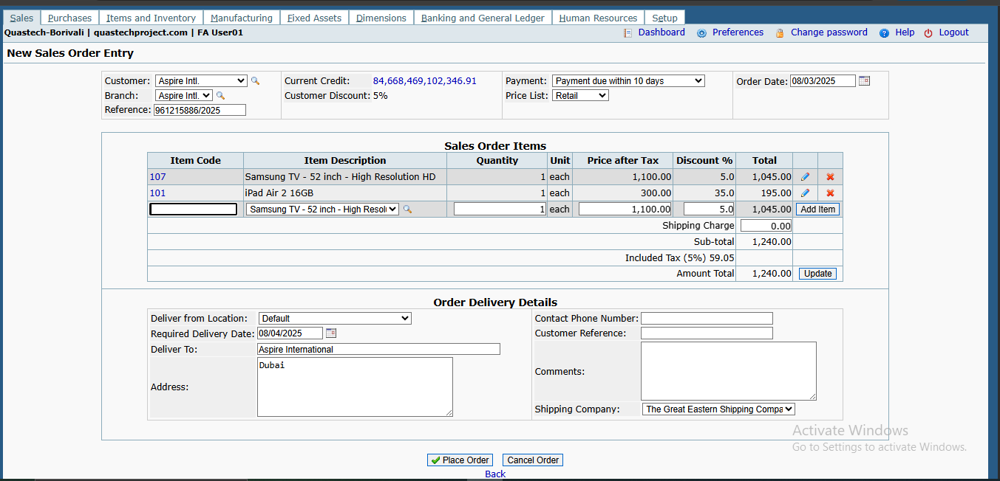 Sales Purchases Items and Inventory Manufacturing Fixed Assets Dimensions Banking and General Ledger Human Resources Setup
Quastech-Borivali | quastechproject.com | FA User01 Dashboard Preferences Change password Help Logout
New Sales Order Entry
Customer: Aspire Intl. Current Credit: 84,668,469,102,346.91 Payment: Payment due within 10 days Order Date: 08/03/2025
Branch: Aspire Intl. Customer Discount: 5% Price List: Retail
Reference: 961215886/2025
Sales Order Items
Item Code Item Description Quantity Unit Price after Tax Discount % Total
107 Samsung TV - 52 inch - High Resolution HD 1 each 1,100.00 5.0 1,045.00
101 iPad Air 2 16GB 1 each 300.00 35.0 195.00
Samsung TV - 52 inch - High Resolu 1 each 1,100.00 5.0 1,045.00 Add Item
Shipping Charge 0.00
Sub-total 1,240.00
Included Tax (5%) 59.05
Amount Total 1,240.00 Update
Order Delivery Details
Deliver from Location: Default Contact Phone Number:
Required Delivery Date: 08/04/2025 Customer Reference:
Deliver To: Aspire International
Address: Dubai Comments:
Shipping Company: The Great Eastern Shipping Compa
Activate Windows
Go to Settings to activate Windows.
Place Order Cancel Order
Back